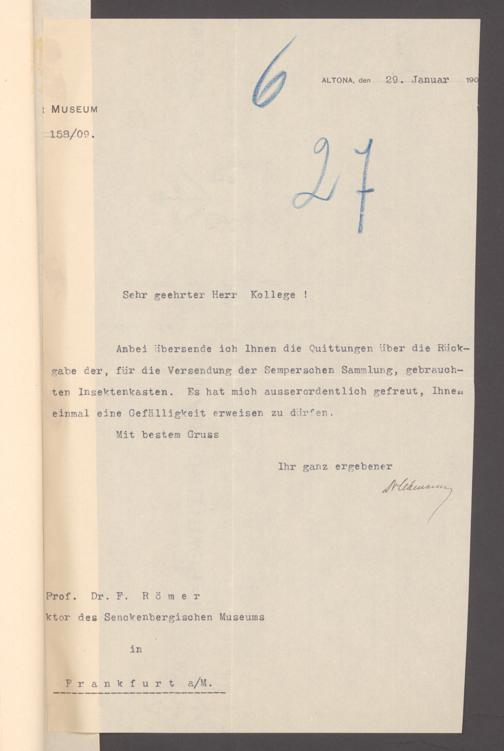 6
ALTONA, den 29. Januar 190
MUSEUM
158/09.
27
Sehr geehrter Herr Kollege !
Anbei übersende ich Ihnen die Quittungen über die Rück-
gabe der, für die Versendung der Semperschen Sammlung, gebrauch-
ten Insektenkasten. Es hat mich ausserordentlich gefreut, Ihnen
einmal eine Gefälligkeit erweisen zu dürfen.
Mit bestem Gruss
Ihr ganz ergebener
Prof. Dr. F. Römer
ktor des Senckenbergischen Museums
in
Frankfurt a/M.